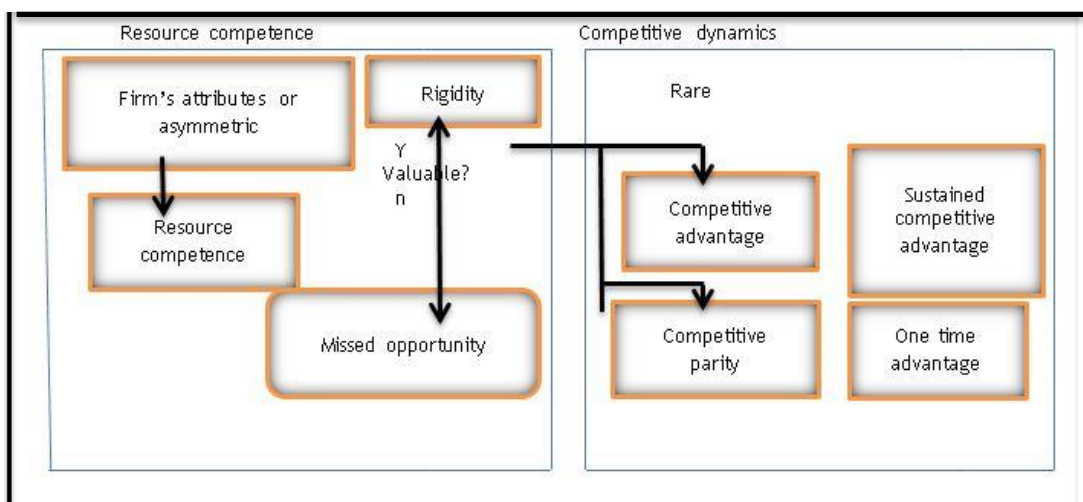 Resource competence
Firm's attributes or
asymmetric
Rigidity
Y
Valuable?
n
Resource
competence
Missed opportunity
Competitive dynamics
Rare
Competitive
advantage
Sustained
competitive
advantage
Competitive
parity
One time
advantage